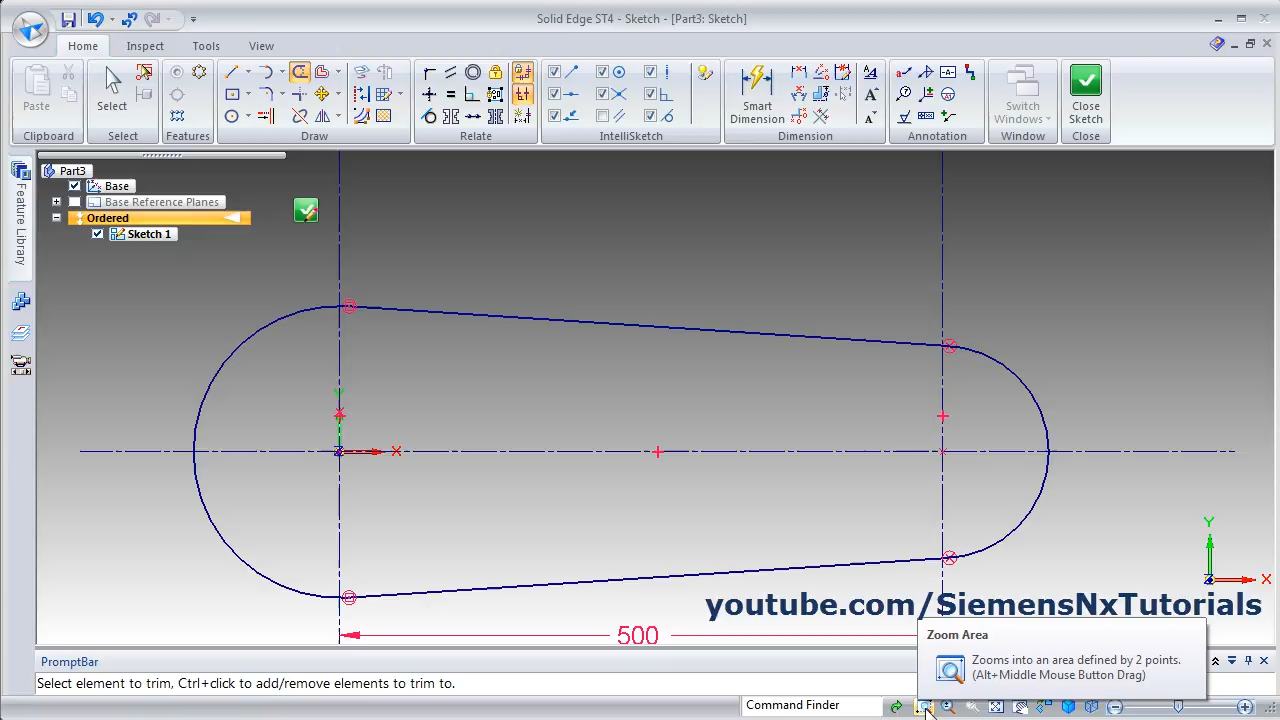 Solid Edge ST4 - Sketch - [Part3: Sketch]
Home Inspect Tools View
Paste
Select
Smart Dimension
Switch Windows
Close Sketch
Clipboard Select Features Draw Relate IntelliSketch Dimension Annotation Window Close
Part3
Base
Base Reference Planes
Ordered
Sketch 1
Feature Library
Y
X
Y
X
youtube.com/SiemensNxTutorials
500
Zoom Area
Zooms into an area defined by 2 points.
(Alt+Middle Mouse Button Drag)
PromptBar
Select element to trim, Ctrl+click to add/remove elements to trim to.
Command Finder